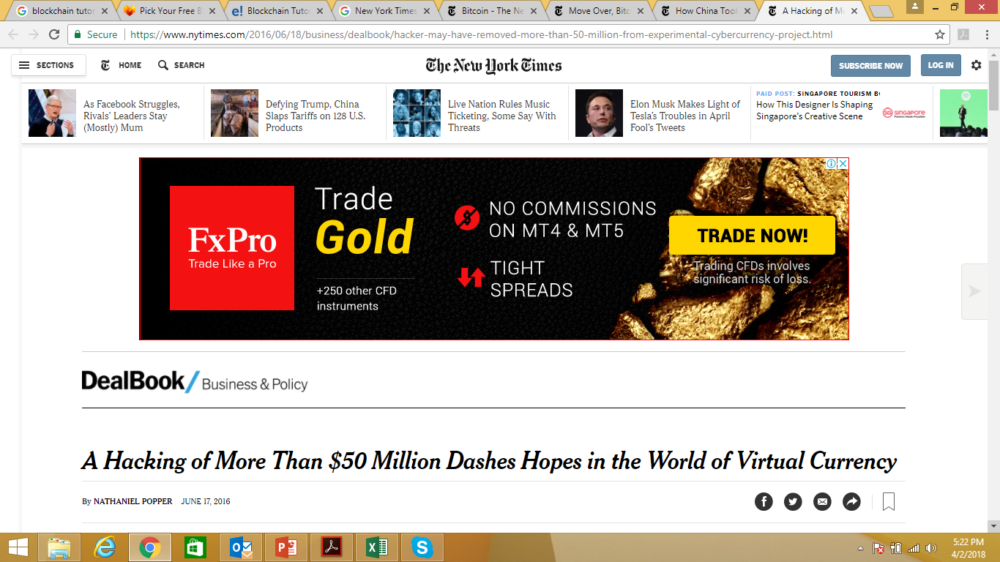 blockchain tutor
Pick Your Free B
Blockchain Tuto
New York Times
Bitcoin - The Ne
Move Over, Bitc
How China Took
A Hacking of Mo
Secure
https://www.nytimes.com/2016/06/18/business/dealbook/hacker-may-have-removed-more-than-50-million-from-experimental-cybercurrency-project.html
SECTIONS
HOME
SEARCH
The New York Times
SUBSCRIBE NOW
LOG IN
As Facebook Struggles,
Rivals' Leaders Stay
(Mostly) Mum
Defying Trump, China
Slaps Tariffs on 128 U.S.
Products
Live Nation Rules Music
Ticketing, Some Say With
Threats
Elon Musk Makes Light of
Tesla's Troubles in April
Fool's Tweets
PAID POST: SINGAPORE TOURISM B
How This Designer Is Shaping
Singapore's Creative Scene
SG SINGAPORE
Passion Made Possible
FxPro
Trade Like a Pro
Trade
Gold
+250 other CFD
instruments
NO COMMISSIONS
ON MT4 & MT5
TIGHT
SPREADS
TRADE NOW!
Trading CFDs involves
significant risk of loss.
DealBook / Business & Policy
A Hacking of More Than $50 Million Dashes Hopes in the World of Virtual Currency
By NATHANIEL POPPER JUNE 17, 2016
5:22 PM
4/2/2018